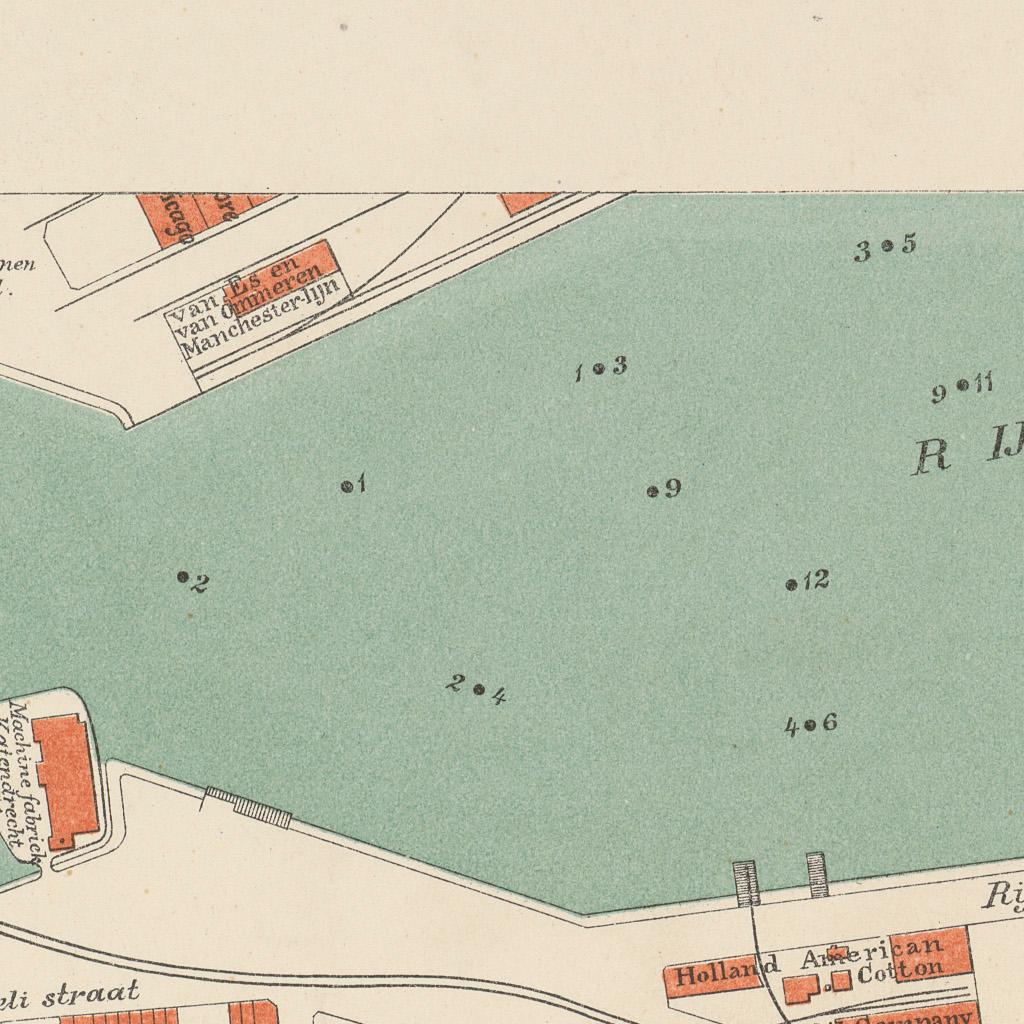 3 5
van Es en
van Ommeren
Manchester-lijn
1 3
9 11
R IJ
1
9
2
12
2 4
4 6
Machinefabriek
Katendrecht
Holland American
Cotton
Company
straat